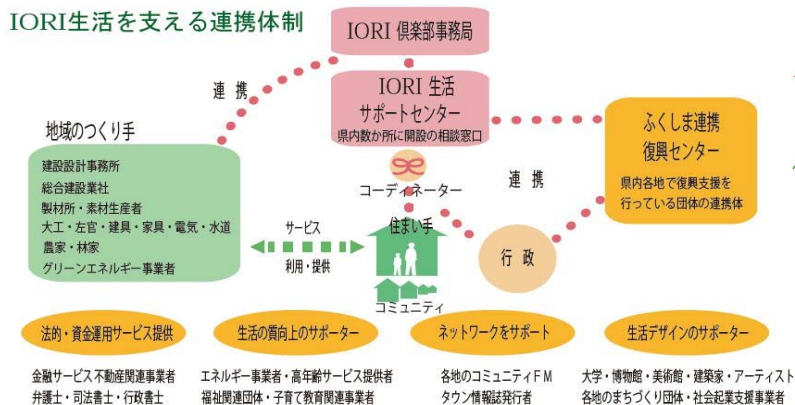 IORI生活を支える連携体制
IORI 倶楽部事務局
連 携
IORI 生活
サポートセンター
県内数か所に開設の相談窓口
地域のつくり手
建設設計事務所
総合建設業社
製材所・素材生産者
大工・左官・建具・家具・電気・水道
農家・林家
グリーンエネルギー事業者
コーディネーター
連 携
ふくしま連携
復興センター
県内各地で復興支援を
行っている団体の連携体
サービス
利用・提供
住まい手
コミュニティ
行 政
法的・資金運用サービス提供
金融サービス不動産関連事業者
弁護士・司法書士・行政書士
生活の質向上のサポーター
エネルギー事業者・高年齢サービス提供者
福祉関連団体・子育て教育関連事業者
ネットワークをサポート
各地のコミュニティFM
タウン情報誌発行者
生活デザインのサポーター
大学・博物館・美術館・建築家・アーティスト
各地のまちづくり団体・社会起業支援事業者